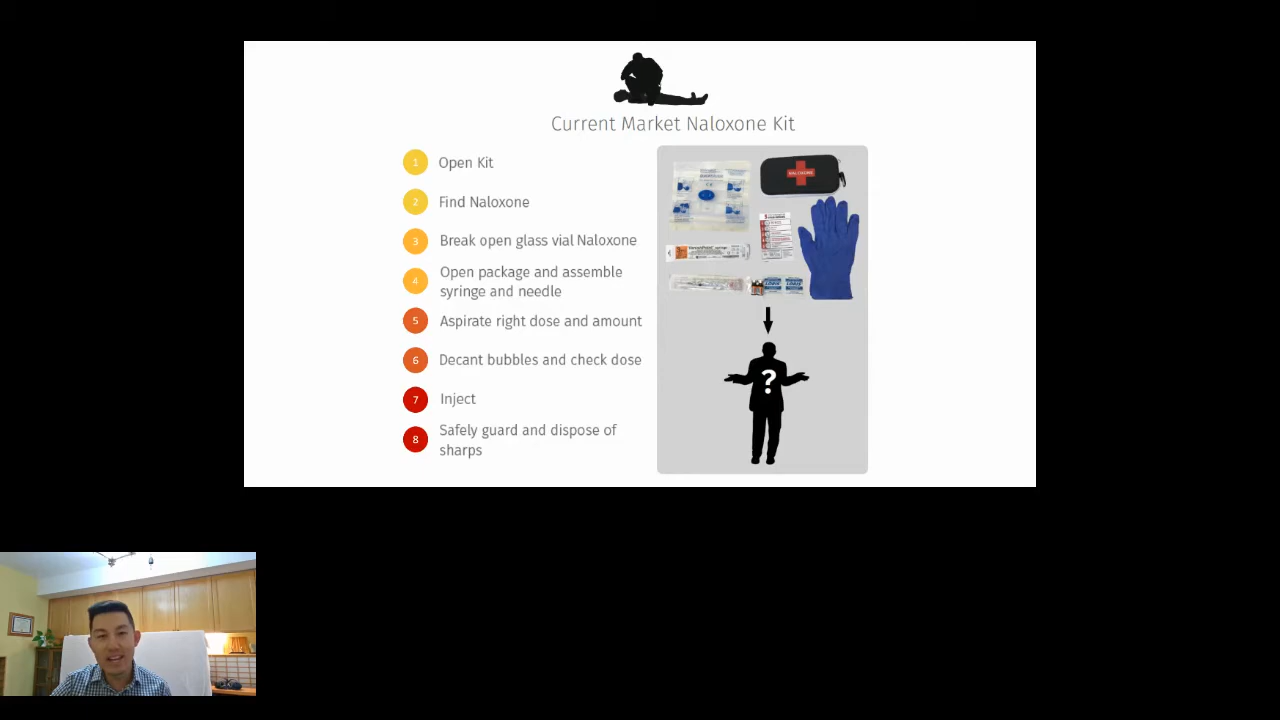 Current Market Naloxone Kit
1 Open Kit
2 Find Naloxone
3 Break open glass vial Naloxone
4 Open package and assemble
syringe and needle
5 Aspirate right dose and amount
6 Decant bubbles and check dose
7 Inject
8 Safely guard and dispose of
sharps
NALOXONE
?